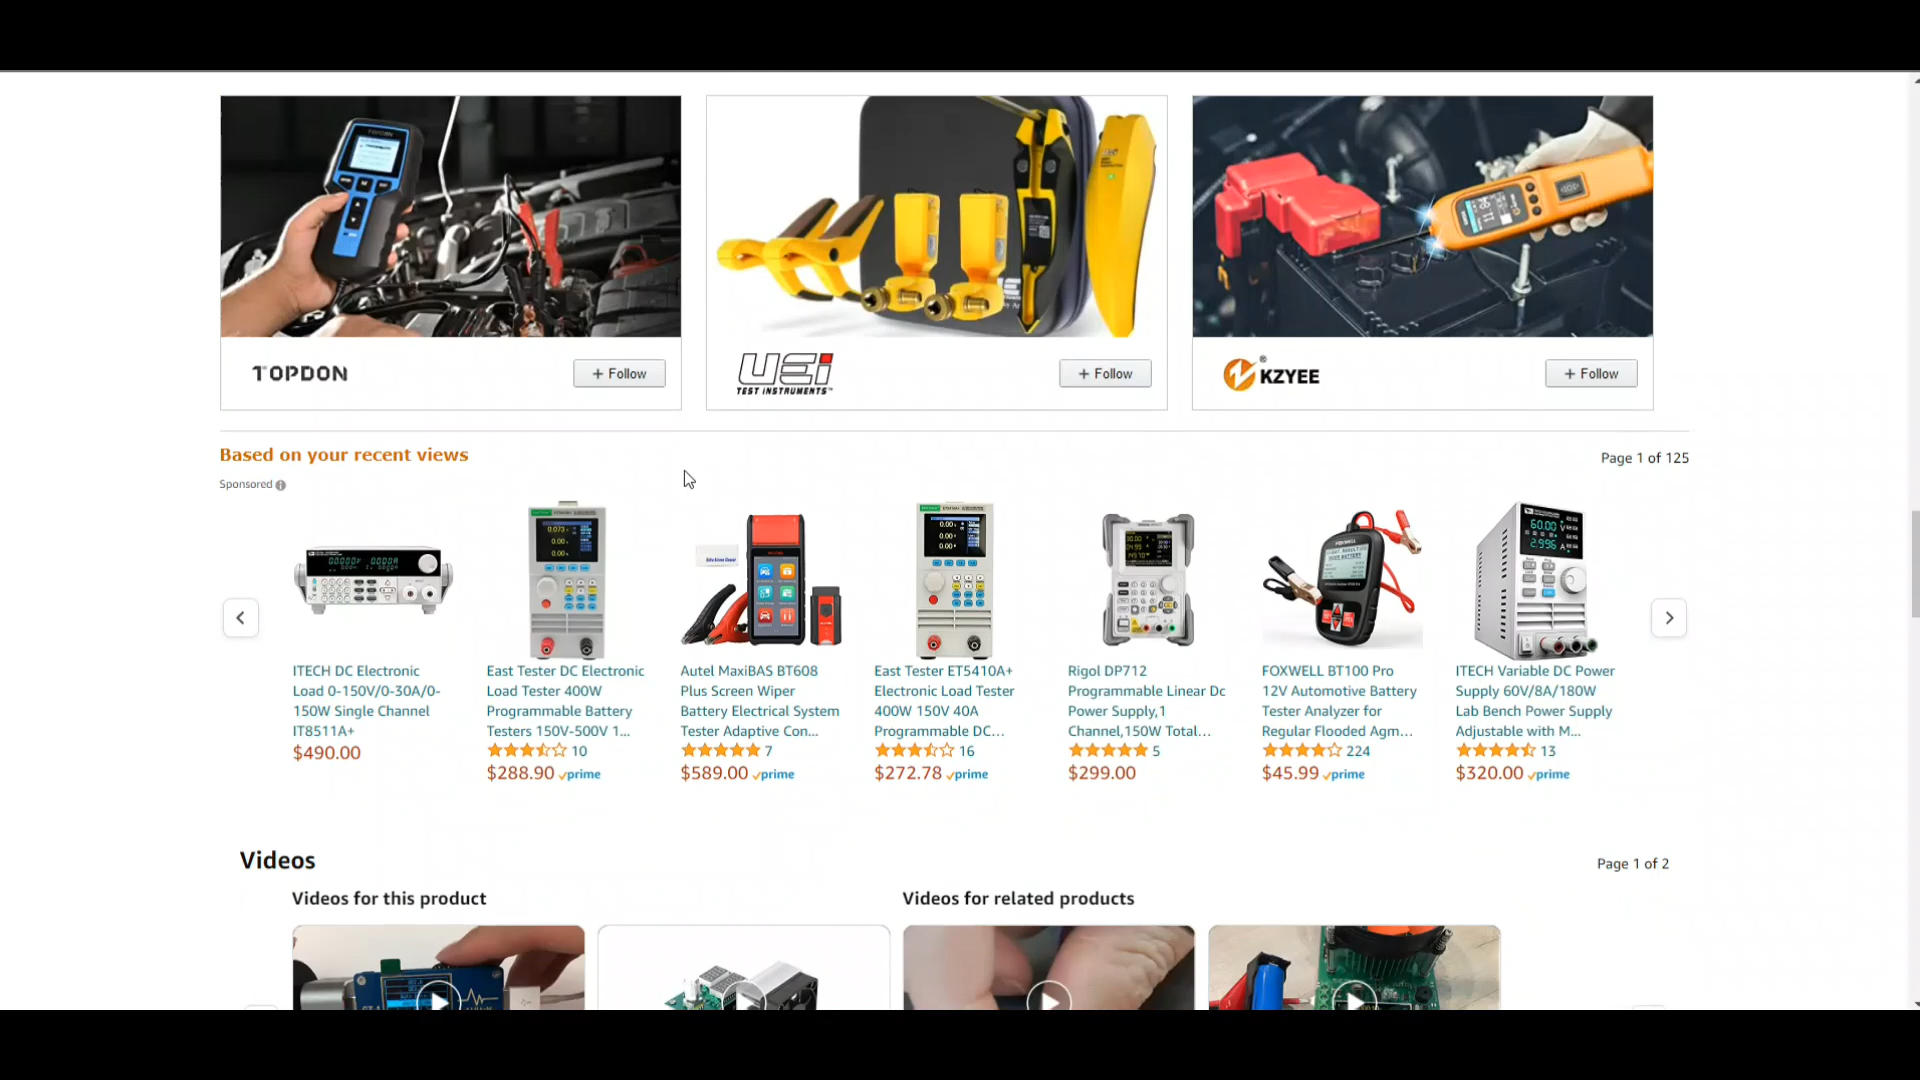 TOPDON
+ Follow
UEi
TEST INSTRUMENTS™
+ Follow
KZYEE®
+ Follow
Based on your recent views
Page 1 of 125
Sponsored
ITECH DC Electronic
Load 0-150V/0-30A/0-
150W Single Channel
IT8511A+
$490.00
East Tester DC Electronic
Load Tester 400W
Programmable Battery
Testers 150V-500V 1...
10
$288.90 prime
Autel MaxiBAS BT608
Plus Screen Wiper
Battery Electrical System
Tester Adaptive Con...
7
$589.00 prime
East Tester ET5410A+
Electronic Load Tester
400W 150V 40A
Programmable DC...
16
$272.78 prime
Rigol DP712
Programmable Linear Dc
Power Supply,1
Channel,150W Total...
5
$299.00
FOXWELL BT100 Pro
12V Automotive Battery
Tester Analyzer for
Regular Flooded Agm...
224
$45.99 prime
ITECH Variable DC Power
Supply 60V/8A/180W
Lab Bench Power Supply
Adjustable with M...
13
$320.00 prime
Videos
Page 1 of 2
Videos for this product
Videos for related products